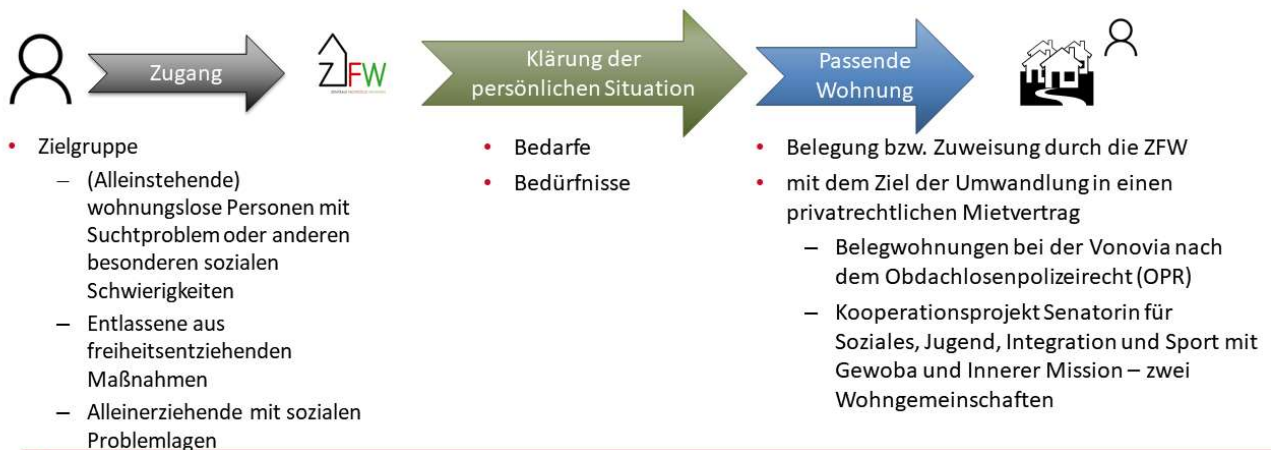 Zugang
ZFW
Klärung der
persönlichen Situation
Passende
Wohnung
• Zielgruppe
– (Alleinstehende)
wohnungslose Personen mit
Suchtproblem oder anderen
besonderen sozialen
Schwierigkeiten
– Entlassene aus
freiheitsentziehenden
Maßnahmen
– Alleinerziehende mit sozialen
Problemlagen
• Bedarfe
• Bedürfnisse
• Belegung bzw. Zuweisung durch die ZFW
• mit dem Ziel der Umwandlung in einen
privatrechtlichen Mietvertrag
– Belegwohnungen bei der Vonovia nach
dem Obdachlosenpolizeirecht (OPR)
– Kooperationsprojekt Senatorin für
Soziales, Jugend, Integration und Sport mit
Gewoba und Innerer Mission – zwei
Wohngemeinschaften